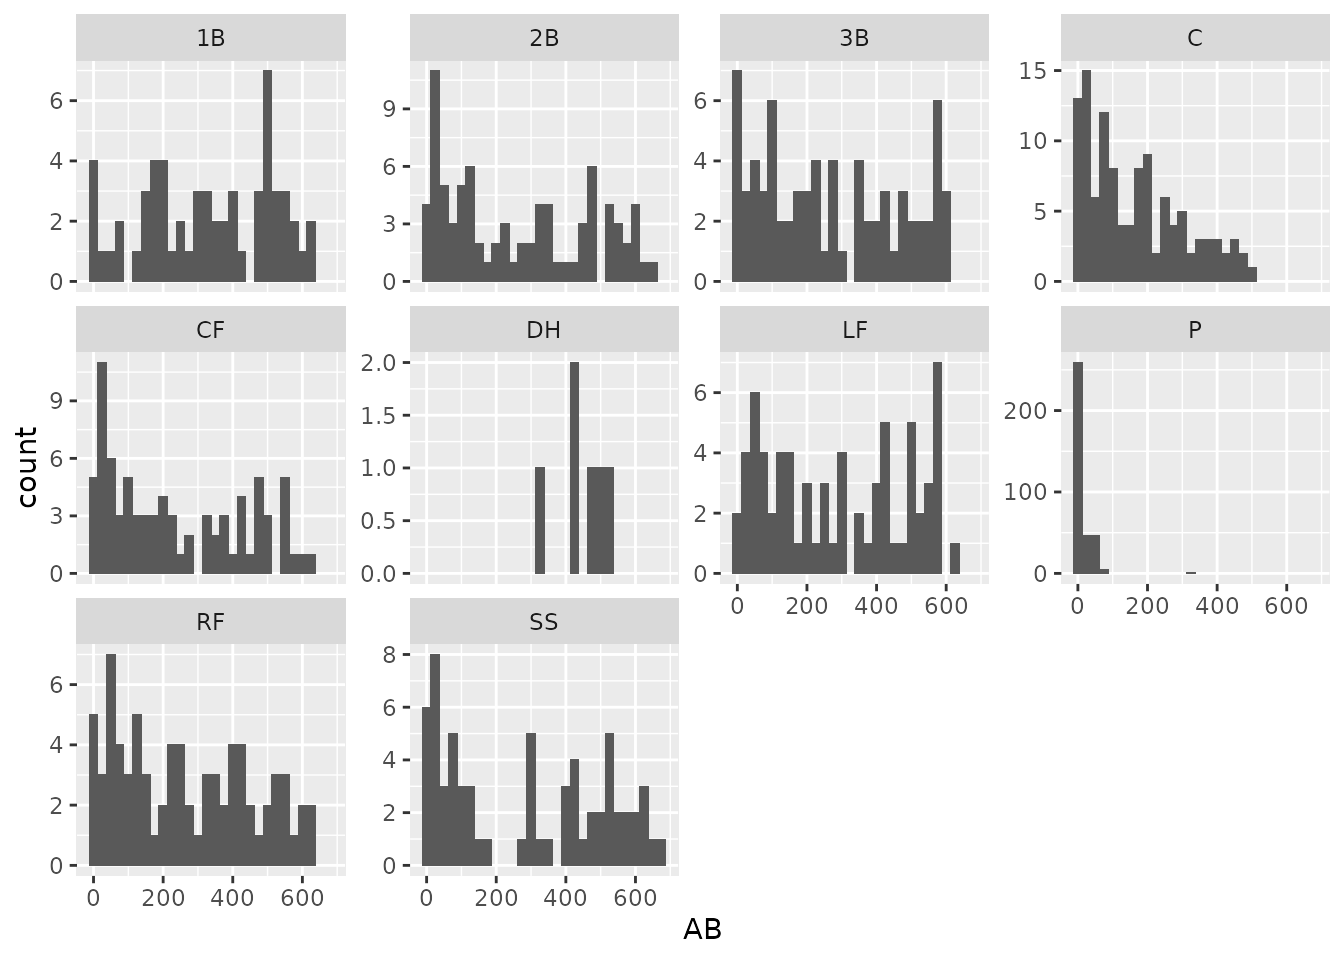 1B 2B 3B C
6 9 6 15
4 6 4 10
2 3 2 5
0 0 0 0
CF DH LF P
9 2.0 6 200
6 1.5 4 100
3 1.0 2 0
0 0.5 0
0.0
0 200 400 600 0 200 400 600
RF SS
6 8
4 6
2 4
0 2
0
0 200 400 600 0 200 400 600
count
AB